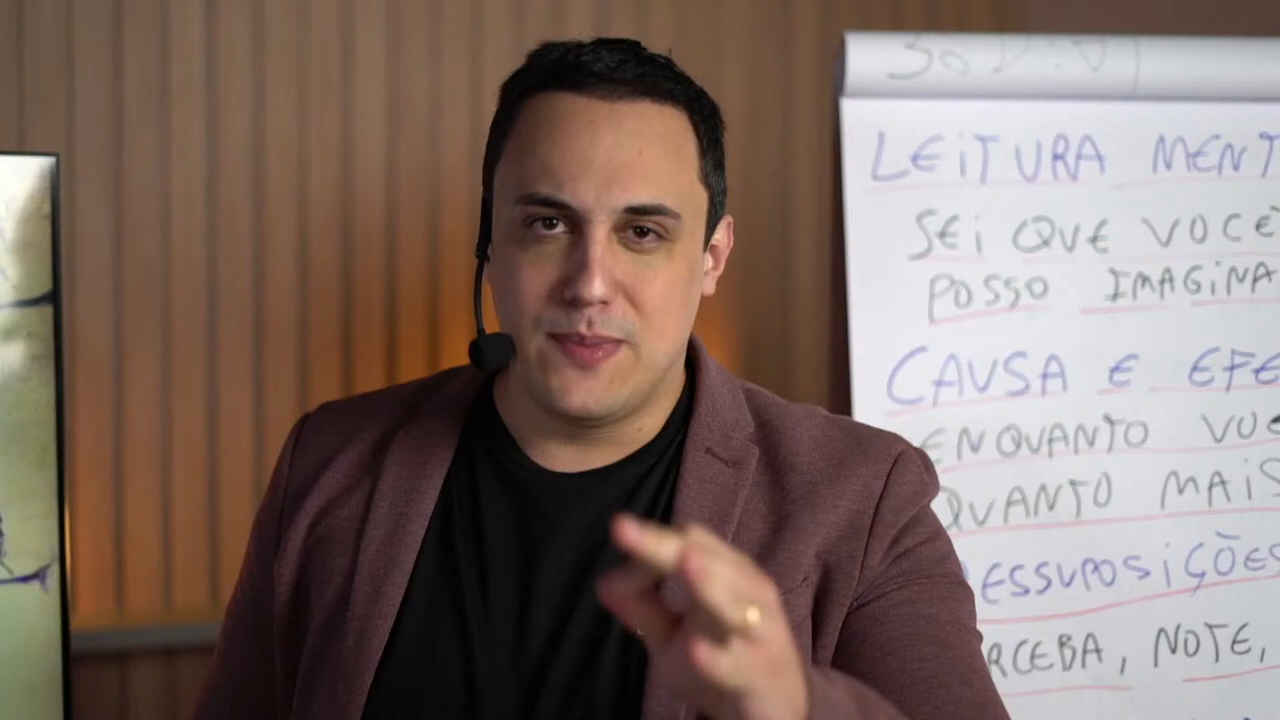 LEITURA MENT
SEI QUE VOCÊ
POSSO IMAGINA
CAUSA E EFE
ENQUANTO VOC
QUANTO MAIS
ESSUPOSIÇÕES
RCEBA, NOTE,